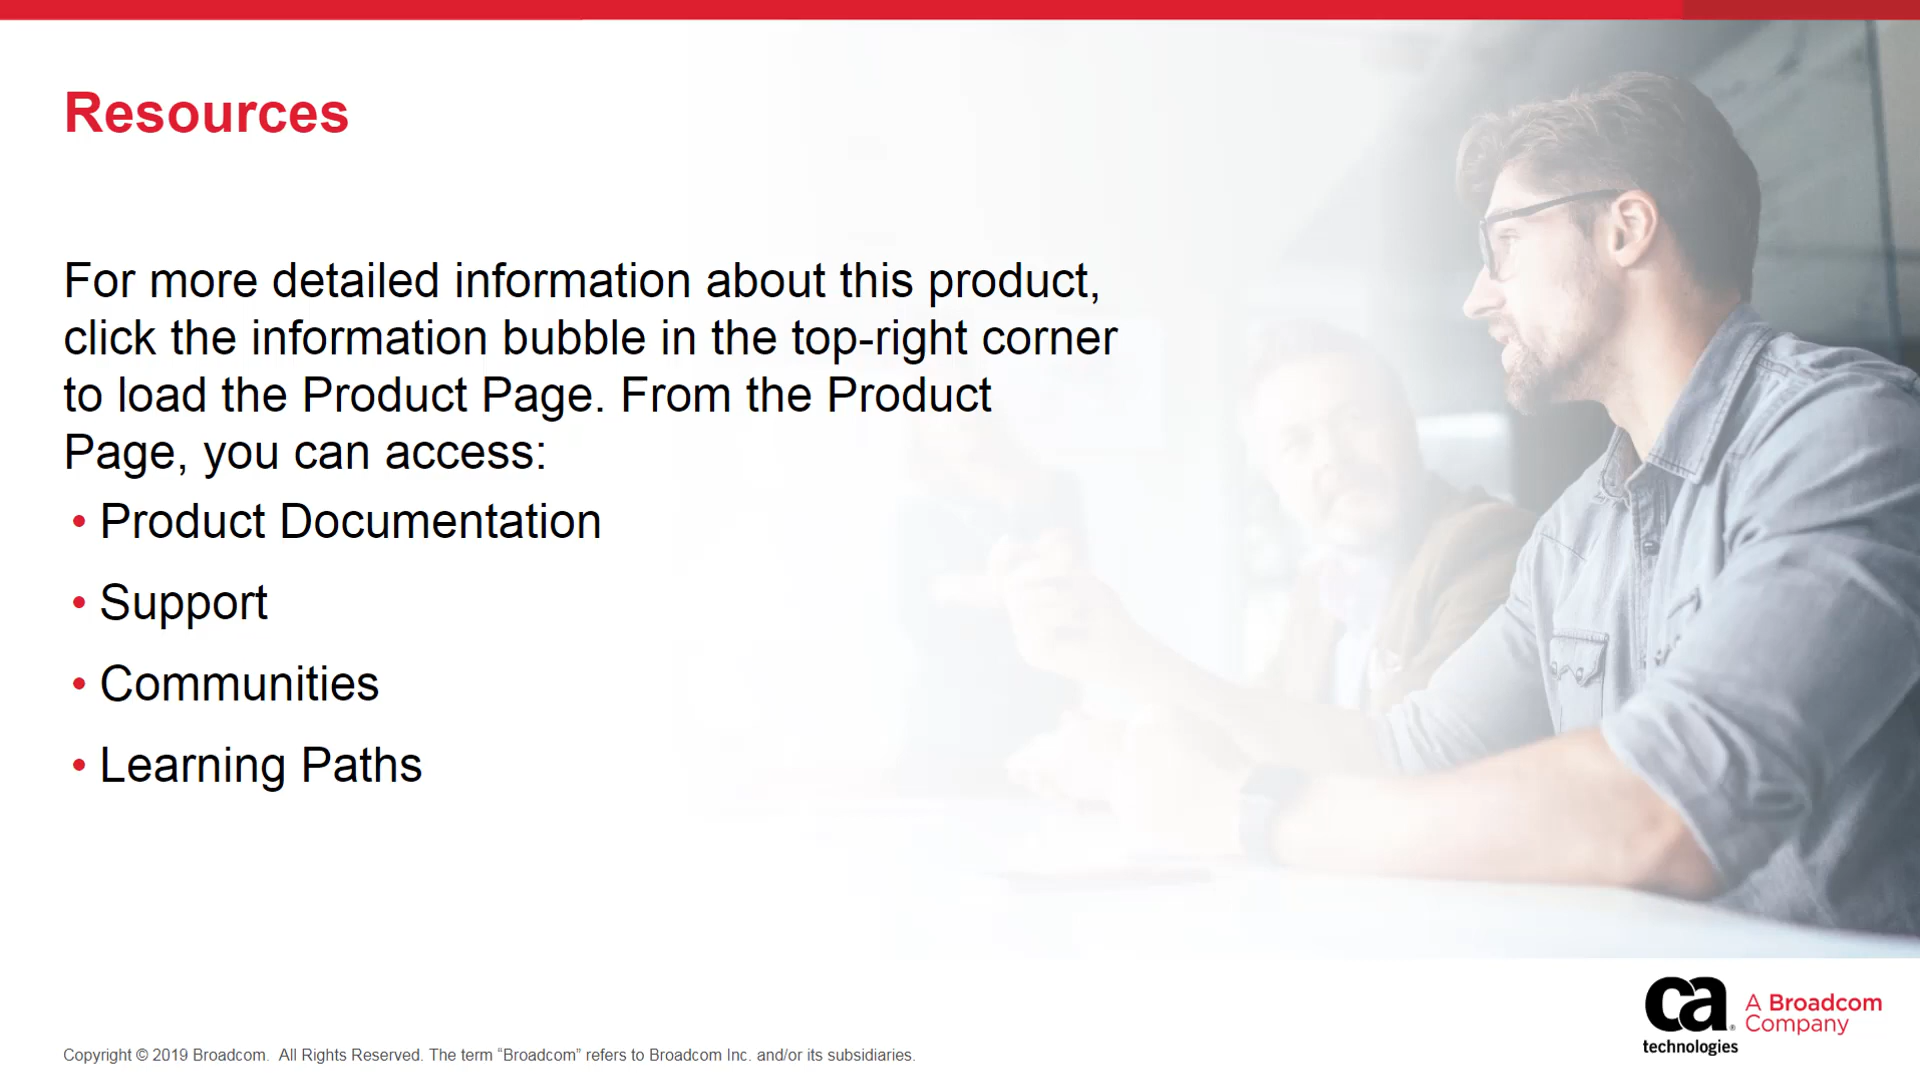 Resources
For more detailed information about this product,
click the information bubble in the top-right corner
to load the Product Page. From the Product
Page, you can access:
• Product Documentation
• Support
• Communities
• Learning Paths
ca
technologies
A Broadcom
Company
Copyright © 2019 Broadcom.  All Rights Reserved. The term “Broadcom” refers to Broadcom Inc. and/or its subsidiaries.